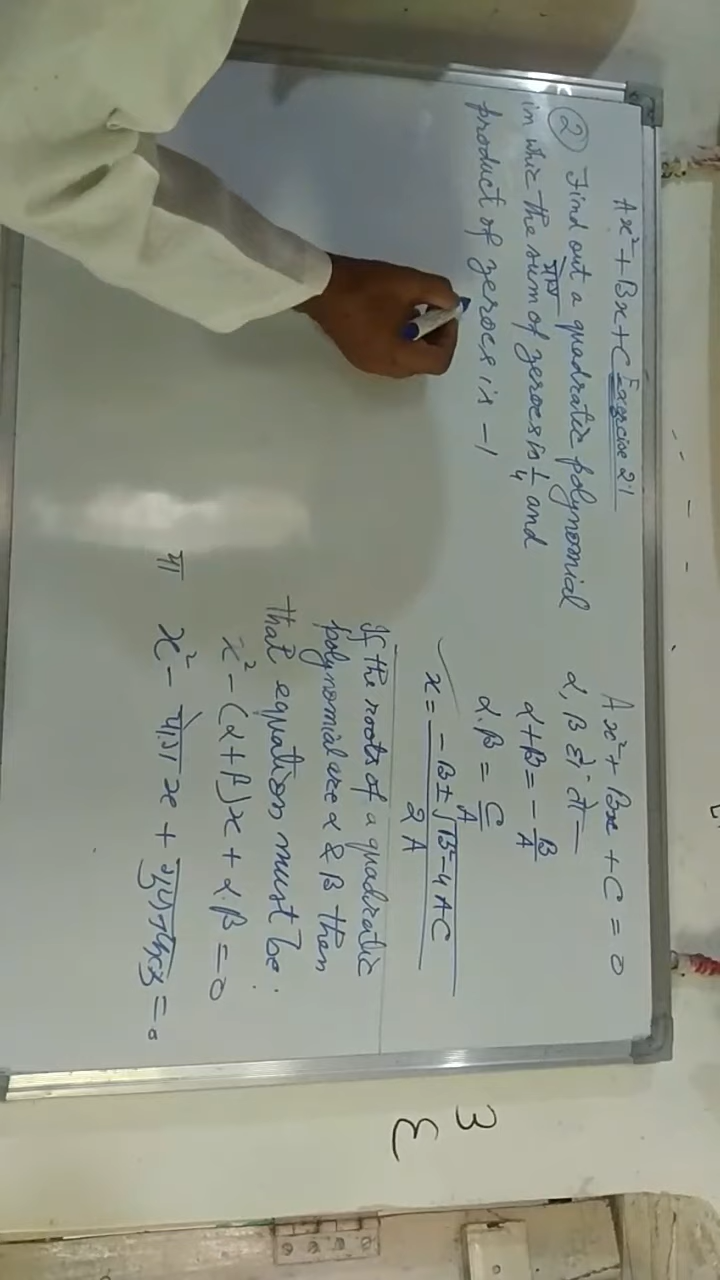 Ax² + Bx + C Exercise 2.1
② Find out a quadratic polynomial
in whic the sum of zeroes is 1/4 and
product of zeroes is -1
Ax² + Bx + C = 0
α, β
α + β = - B/A
α . β = C/A
x = - B ± √B² - 4AC / 2A
If the roots of a quadratic
polynomial are α & β then
that equation must be:
x² - (α + β)x + α.β = 0
x² - x + = 0
3
3